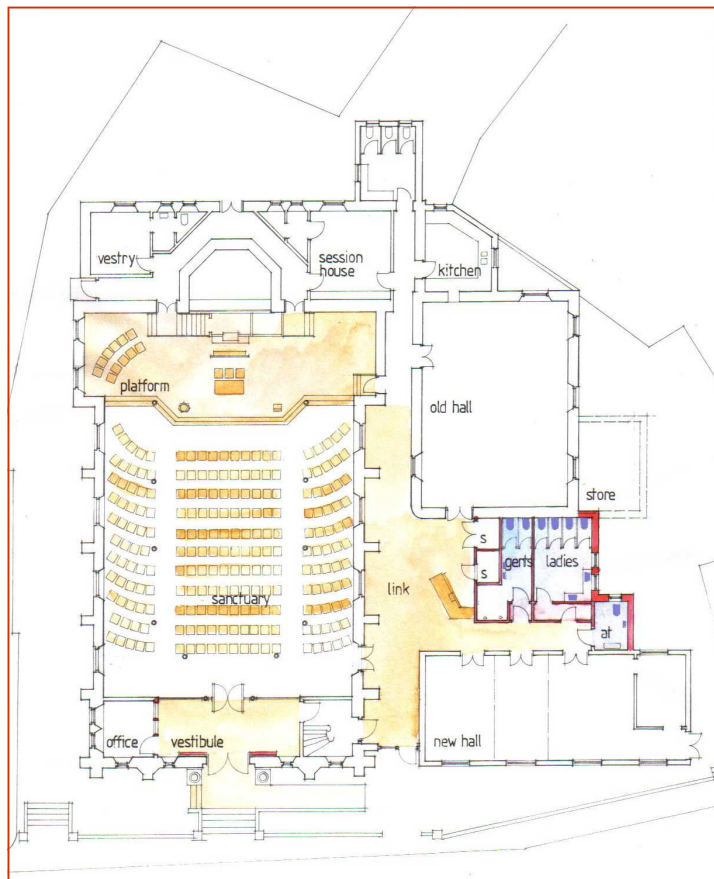 vestry
session
house
kitchen
platform
old hall
store
s
gents
ladies
s
link
sanctuary
at
office
vestibule
new hall